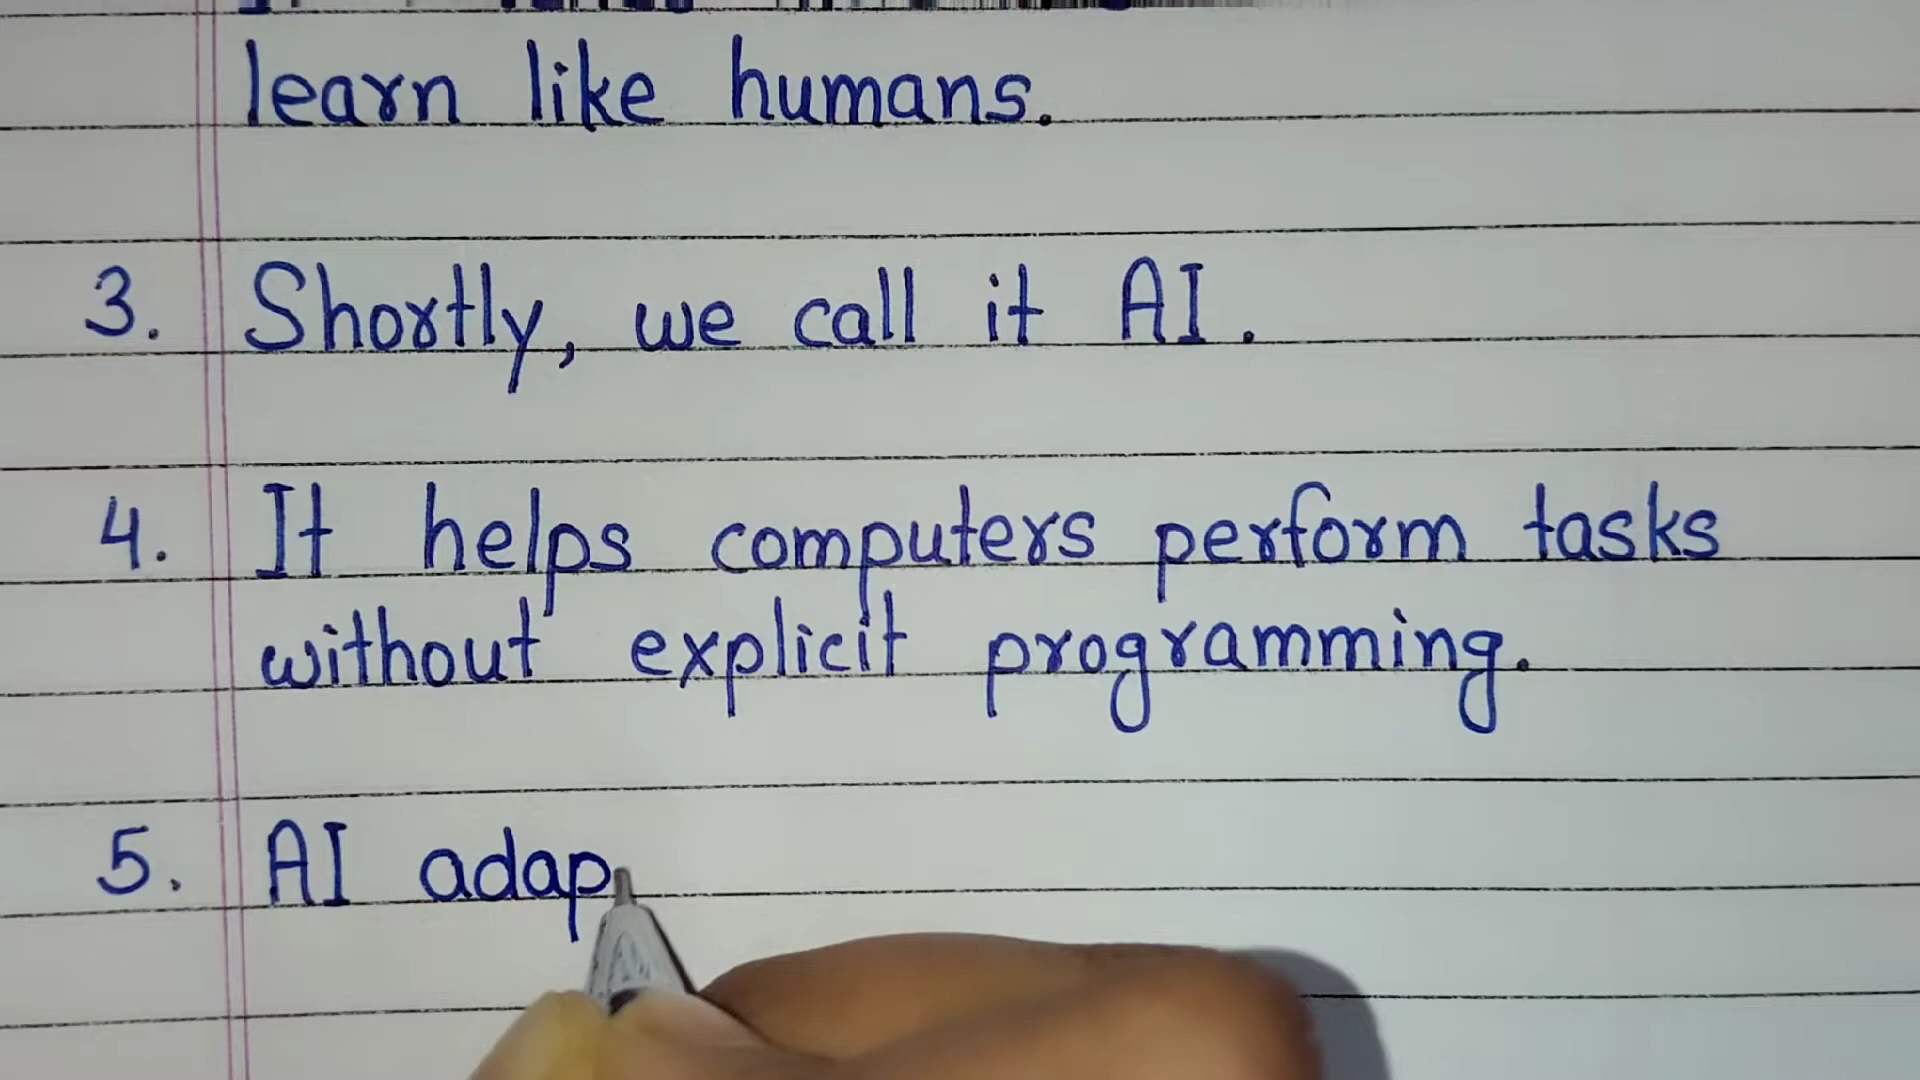 learn like humans.
3. Shortly, we call it AI.
4. It helps computers perform tasks
without explicit programming.
5. AI adap